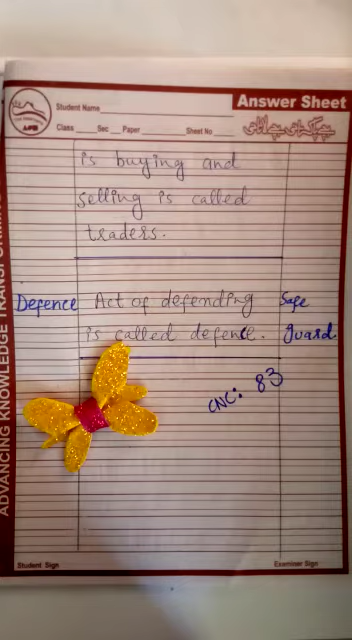 Answer Sheet
Student Name
Class Sec Paper Sheet No
is buying and
selling is called
traders.
Defence Act of defending Safe
is called defence. guard
CNC: 83
ADVANCING KNOWLEDGE
Student Sign Examiner Sign